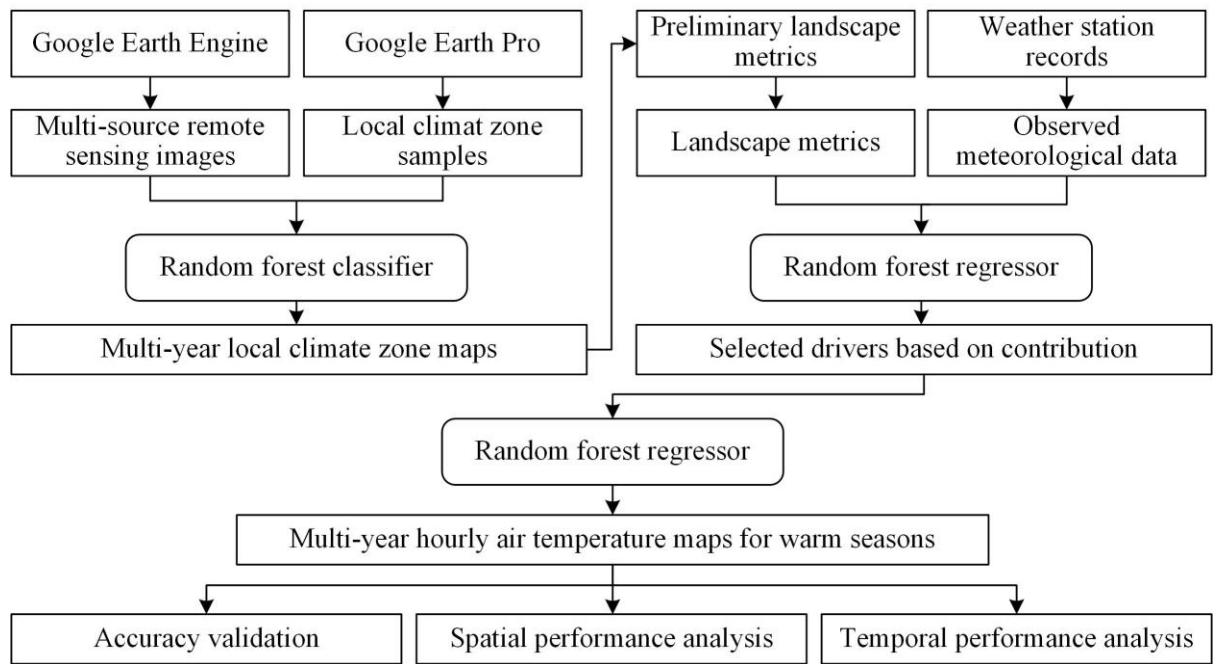 Google Earth Engine
Google Earth Pro
Preliminary landscape
metrics
Weather station
records
Multi-source remote
sensing images
Local climat zone
samples
Landscape metrics
Observed
meteorological data
Random forest classifier
Random forest regressor
Multi-year local climate zone maps
Selected drivers based on contribution
Random forest regressor
Multi-year hourly air temperature maps for warm seasons
Accuracy validation
Spatial performance analysis
Temporal performance analysis